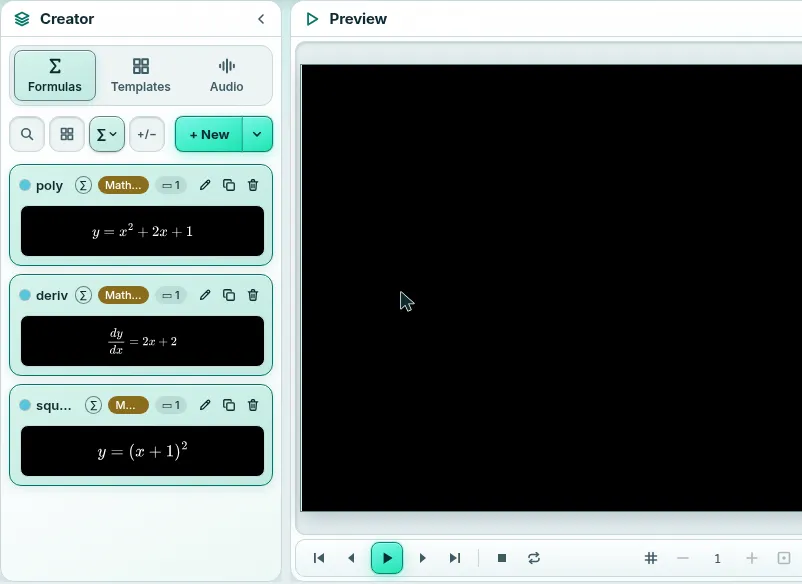 Creator
Preview
Formulas
Templates
Audio
Σ
+/−
+ New
poly
Σ
Math...
1
y = x² + 2x + 1
deriv
Σ
Math...
1
dy/dx = 2x + 2
squ...
Σ
M...
1
y = (x + 1)²
1